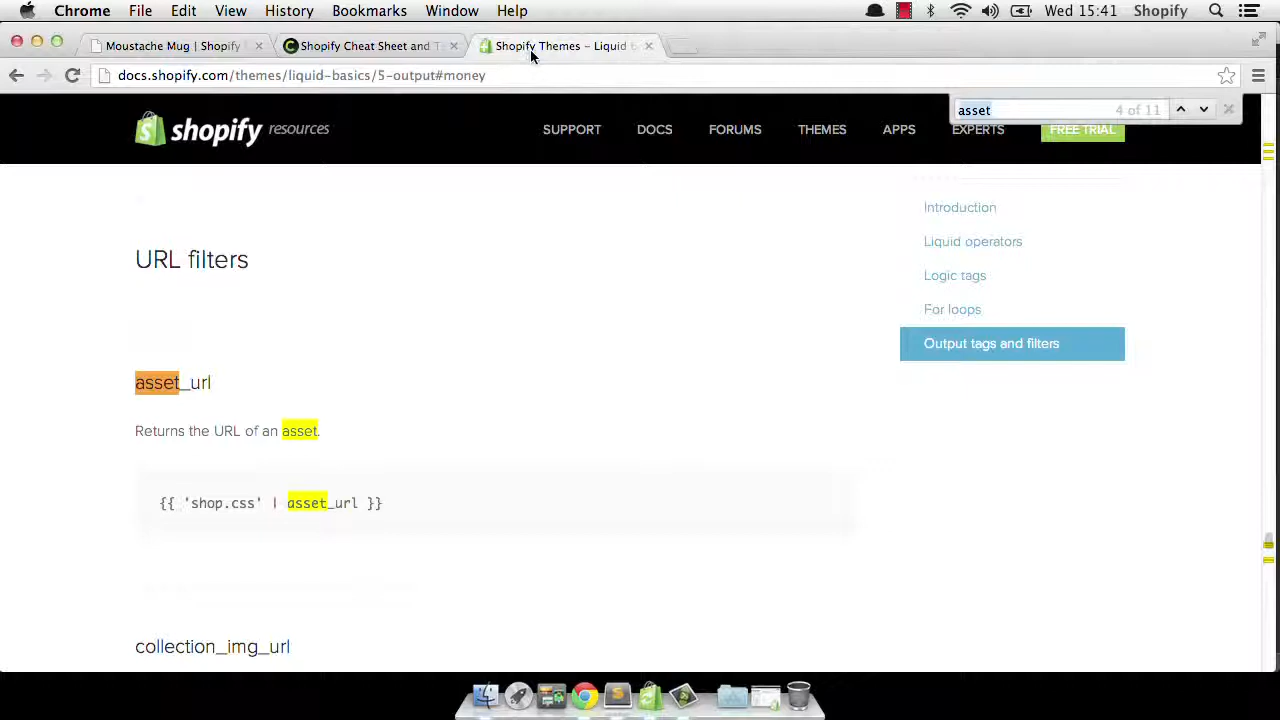 Chrome File Edit View History Bookmarks Window Help Wed 15:41 Shopify
Moustache Mug | Shopify Shopify Cheat Sheet and T Shopify Themes – Liquid b
docs.shopify.com/themes/liquid-basics/5-output#money
asset 4 of 11
shopify resources SUPPORT DOCS FORUMS THEMES APPS EXPERTS FREE TRIAL
Introduction
Liquid operators
URL filters
Logic tags
For loops
Output tags and filters
asset_url
Returns the URL of an asset.
{{ 'shop.css' | asset_url }}
collection_img_url